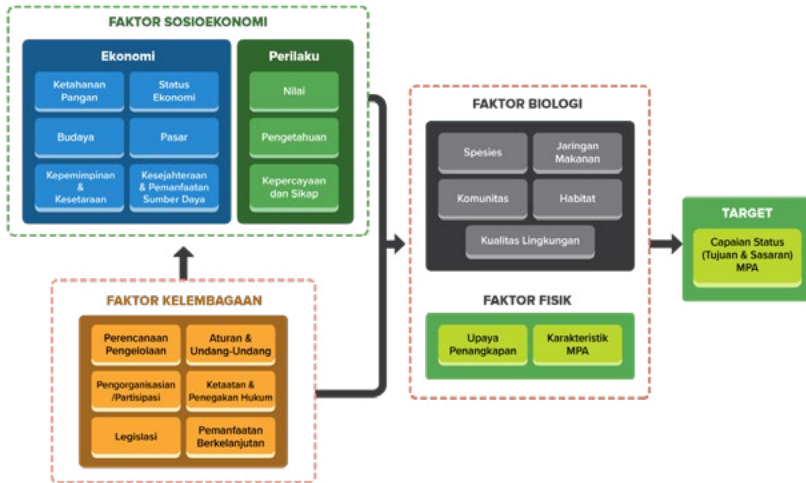 FAKTOR SOSIOEKONOMI
Ekonomi
Ketahanan
Pangan
Status
Ekonomi
Budaya
Pasar
Kepemimpinan
&
Kesetaraan
Kesejahteraan
& Pemanfaatan
Sumber Daya
Perilaku
Nilai
Pengetahuan
Kepercayaan
dan Sikap
FAKTOR KELEMBAGAAN
Perencanaan
Pengelolaan
Aturan &
Undang-Undang
Pengorganisasian
/Partisipasi
Ketaatan &
Penegakan Hukum
Legislasi
Pemanfaatan
Berkelanjutan
FAKTOR BIOLOGI
Spesies
Jaringan
Makanan
Komunitas
Habitat
Kualitas Lingkungan
FAKTOR FISIK
Upaya
Penangkapan
Karakteristik
MPA
TARGET
Capaian Status
(Tujuan & Sasaran)
MPA